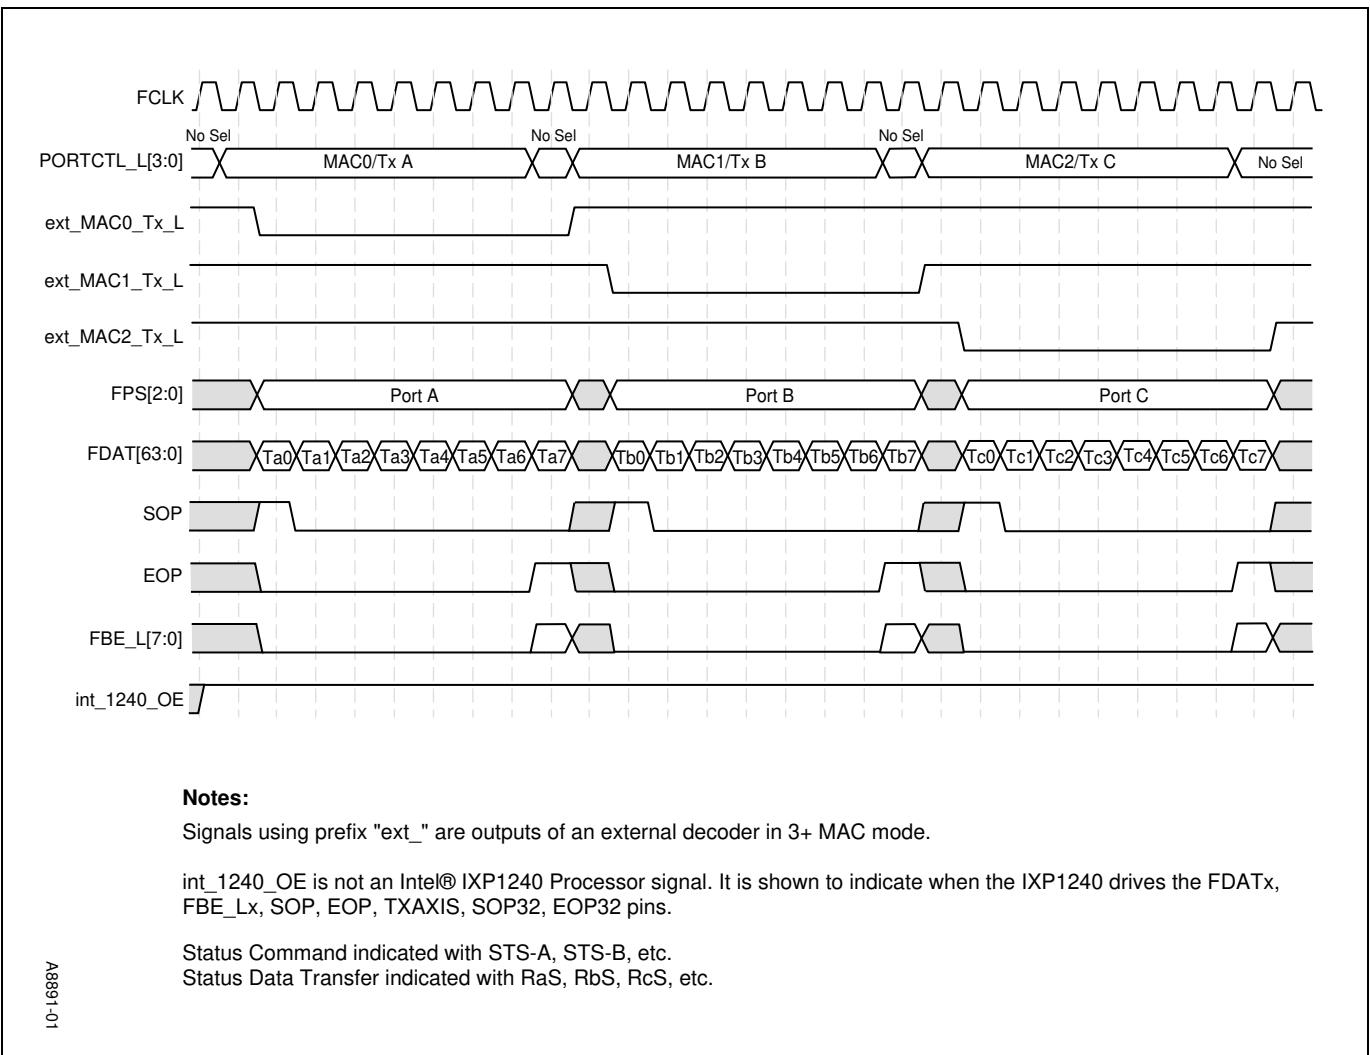 FCLK
No Sel No Sel No Sel
PORTCTL_L[3:0] MAC0/Tx A MAC1/Tx B MAC2/Tx C No Sel
ext_MAC0_Tx_L
ext_MAC1_Tx_L
ext_MAC2_Tx_L
FPS[2:0] Port A Port B Port C
FDAT[63:0] Ta0 Ta1 Ta2 Ta3 Ta4 Ta5 Ta6 Ta7 Tb0 Tb1 Tb2 Tb3 Tb4 Tb5 Tb6 Tb7 Tc0 Tc1 Tc2 Tc3 Tc4 Tc5 Tc6 Tc7
SOP
EOP
FBE_L[7:0]
int_1240_OE
Notes:
Signals using prefix "ext_" are outputs of an external decoder in 3+ MAC mode.
int_1240_OE is not an Intel® IXP1240 Processor signal. It is shown to indicate when the IXP1240 drives the FDATx,
FBE_Lx, SOP, EOP, TXAXIS, SOP32, EOP32 pins.
Status Command indicated with STS-A, STS-B, etc.
Status Data Transfer indicated with RaS, RbS, RcS, etc.
A8891-01